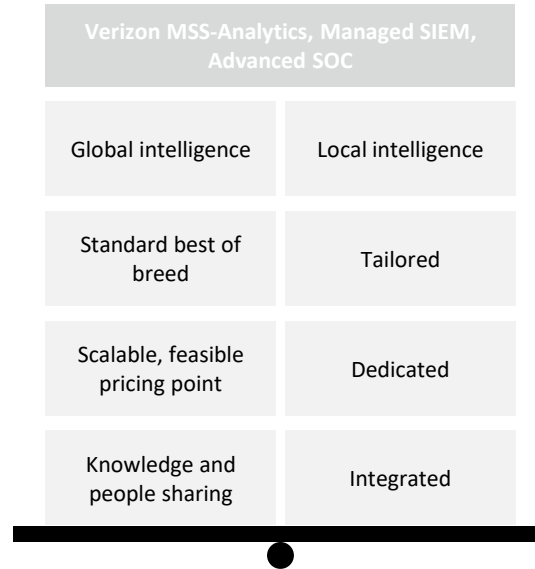 Verizon MSS-Analytics, Managed SIEM,
Advanced SOC
Global intelligence
Local intelligence
Standard best of
breed
Tailored
Scalable, feasible
pricing point
Dedicated
Knowledge and
people sharing
Integrated